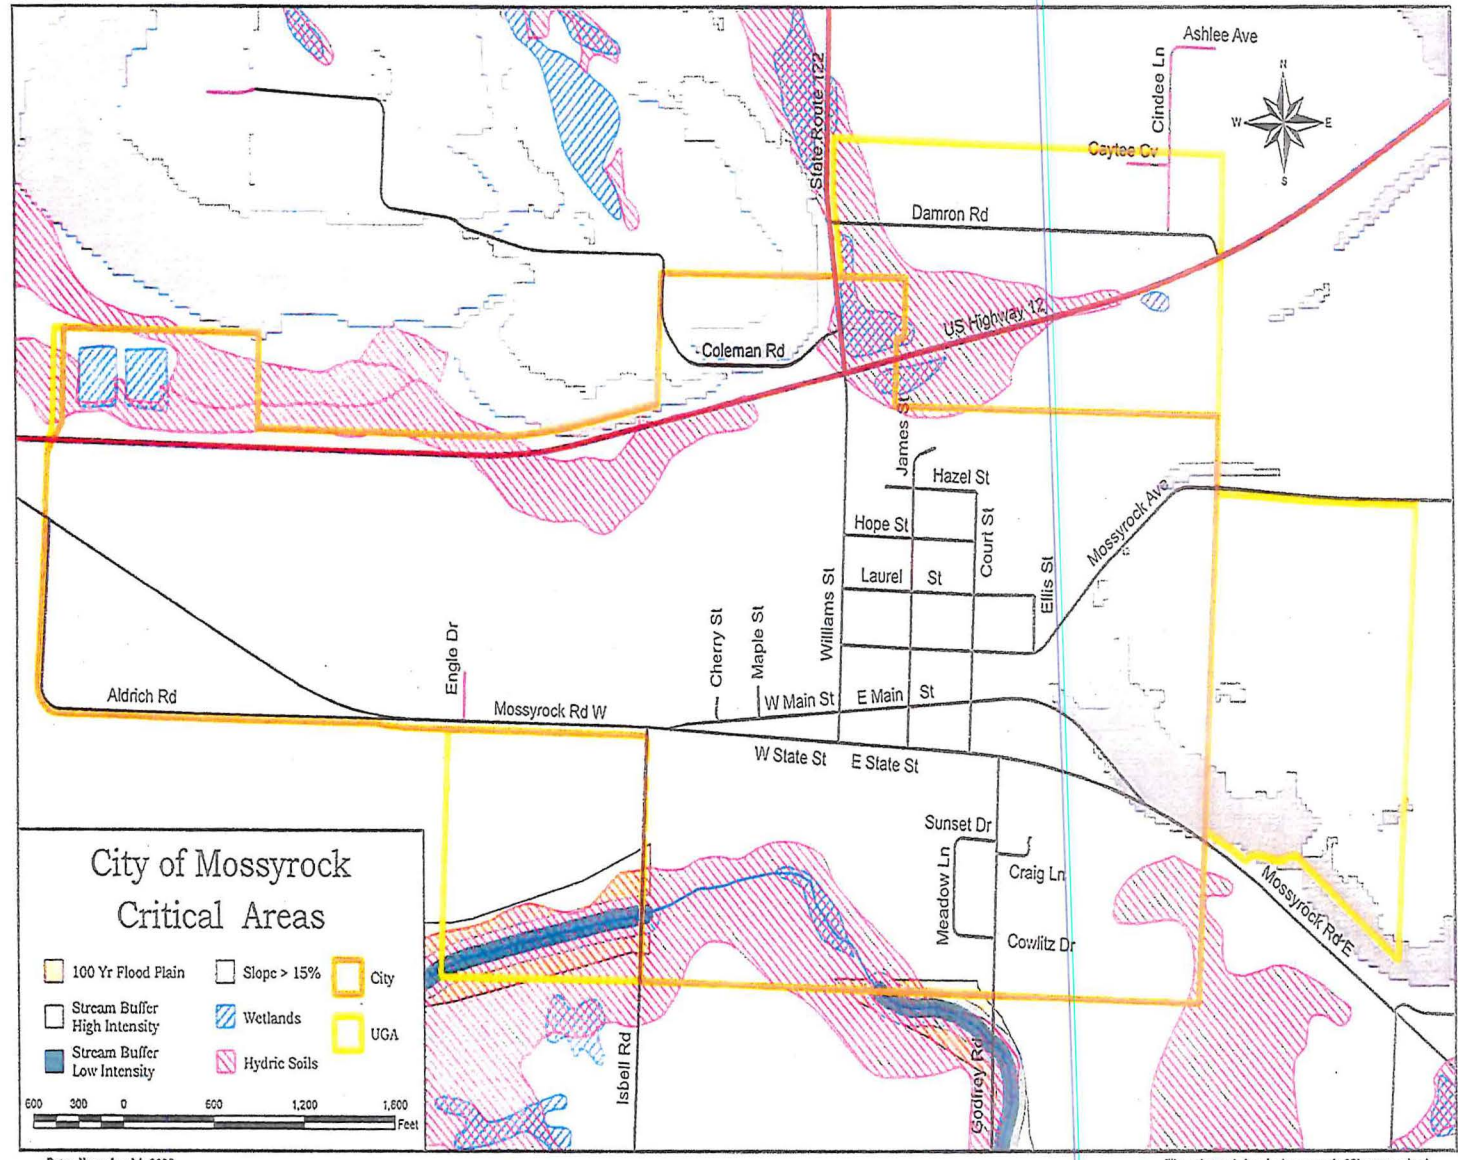 Ashlee Ave
Cindee Ln
State Route 122
N
W
E
S
Caytee Cv
Damron Rd
US Highway 12
Coleman Rd
James St
Hazel St
Mossyrock Ave
Hope St
Court St
Laurel St
Ellis St
Williams St
Cherry St
Maple St
Engle Dr
Aldrich Rd
Mossyrock Rd W
W Main St
E Main St
W State St
E State St
Sunset Dr
Meadow Ln
Craig Ln
Cowlitz Dr
Mossyrock Rd E
Isbell Rd
Godfrey Rd
City of Mossyrock
Critical Areas
100 Yr Flood Plain
Slope > 15%
City
Stream Buffer
High Intensity
Wetlands
UGA
Stream Buffer
Low Intensity
Hydric Soils
600 300 0 600 1,200 1,800
Feet